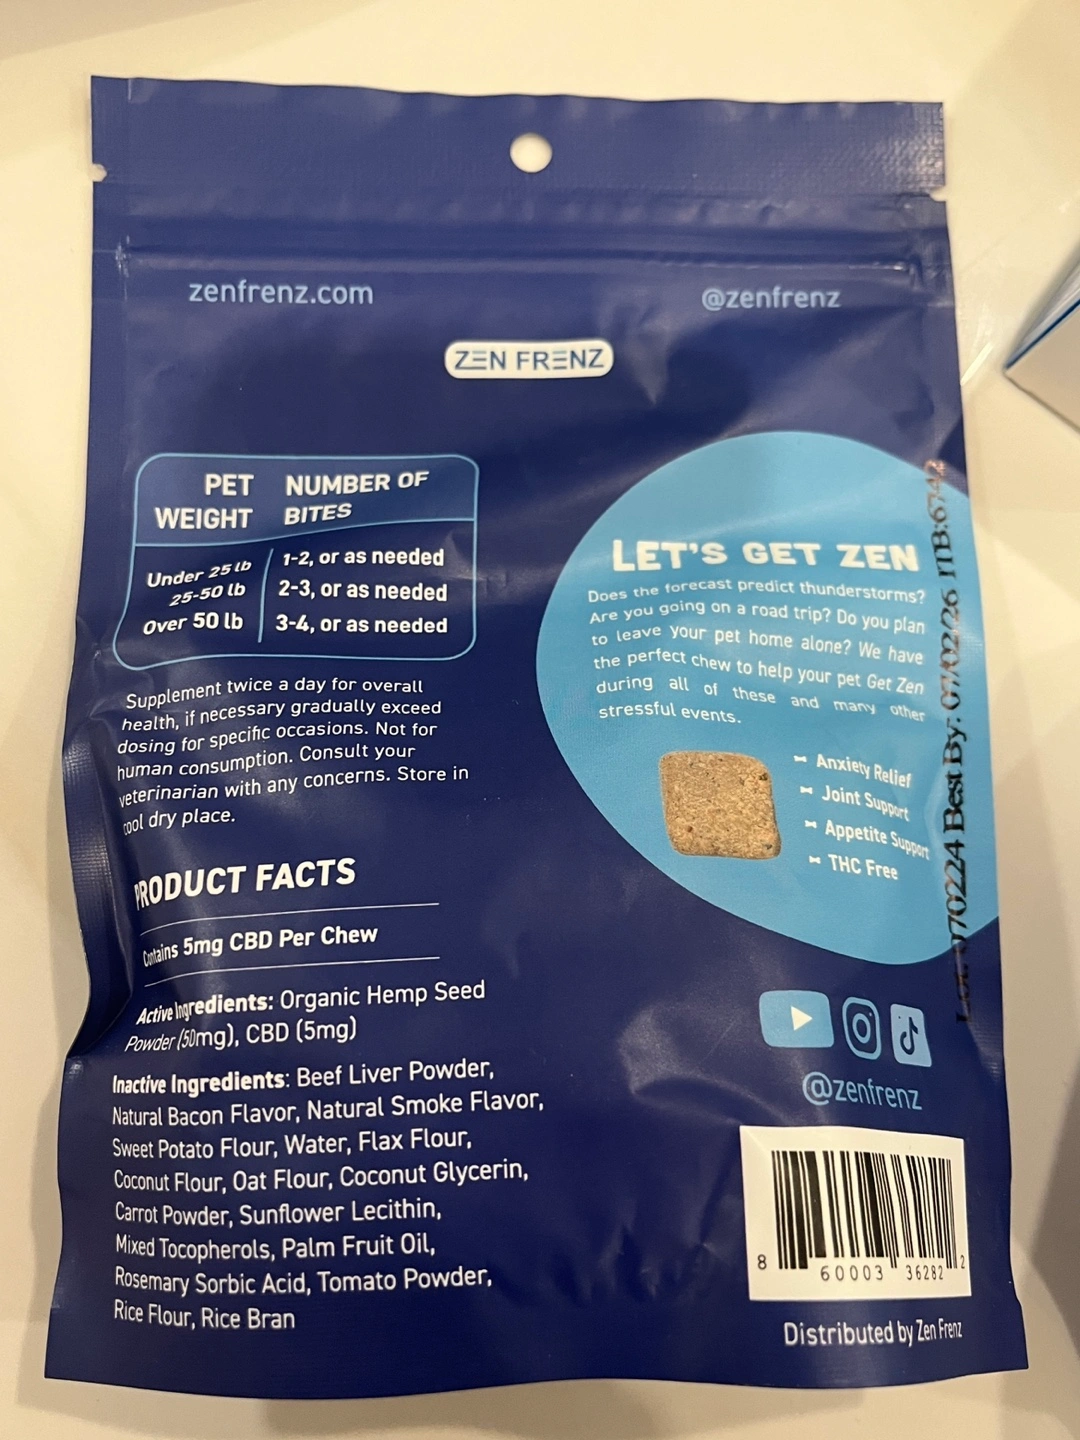 zenfrenz.com
@zenfrenz
ZEN FRENZ
PET WEIGHT NUMBER OF BITES
Under 25 lb 1-2, or as needed
25-50 lb 2-3, or as needed
Over 50 lb 3-4, or as needed
Supplement twice a day for overall
health, if necessary gradually exceed
dosing for specific occasions. Not for
human consumption. Consult your
veterinarian with any concerns. Store in
cool dry place.
PRODUCT FACTS
Contains 5mg CBD Per Chew
Active Ingredients: Organic Hemp Seed
Powder (50mg), CBD (5mg)
Inactive Ingredients: Beef Liver Powder,
Natural Bacon Flavor, Natural Smoke Flavor,
Sweet Potato Flour, Water, Flax Flour,
Coconut Flour, Oat Flour, Coconut Glycerin,
Carrot Powder, Sunflower Lecithin,
Mixed Tocopherols, Palm Fruit Oil,
Rosemary Sorbic Acid, Tomato Powder,
Rice Flour, Rice Bran
LET'S GET ZEN
Does the forecast predict thunderstorms?
Are you going on a road trip? Do you plan
to leave your pet home alone? We have
the perfect chew to help your pet Get Zen
during all of these and many other
stressful events.
Anxiety Relief
Joint Support
Appetite Support
THC Free
Best By: 07/02/26
@zenfrenz
8 60003 36282 2
Distributed by Zen Frenz